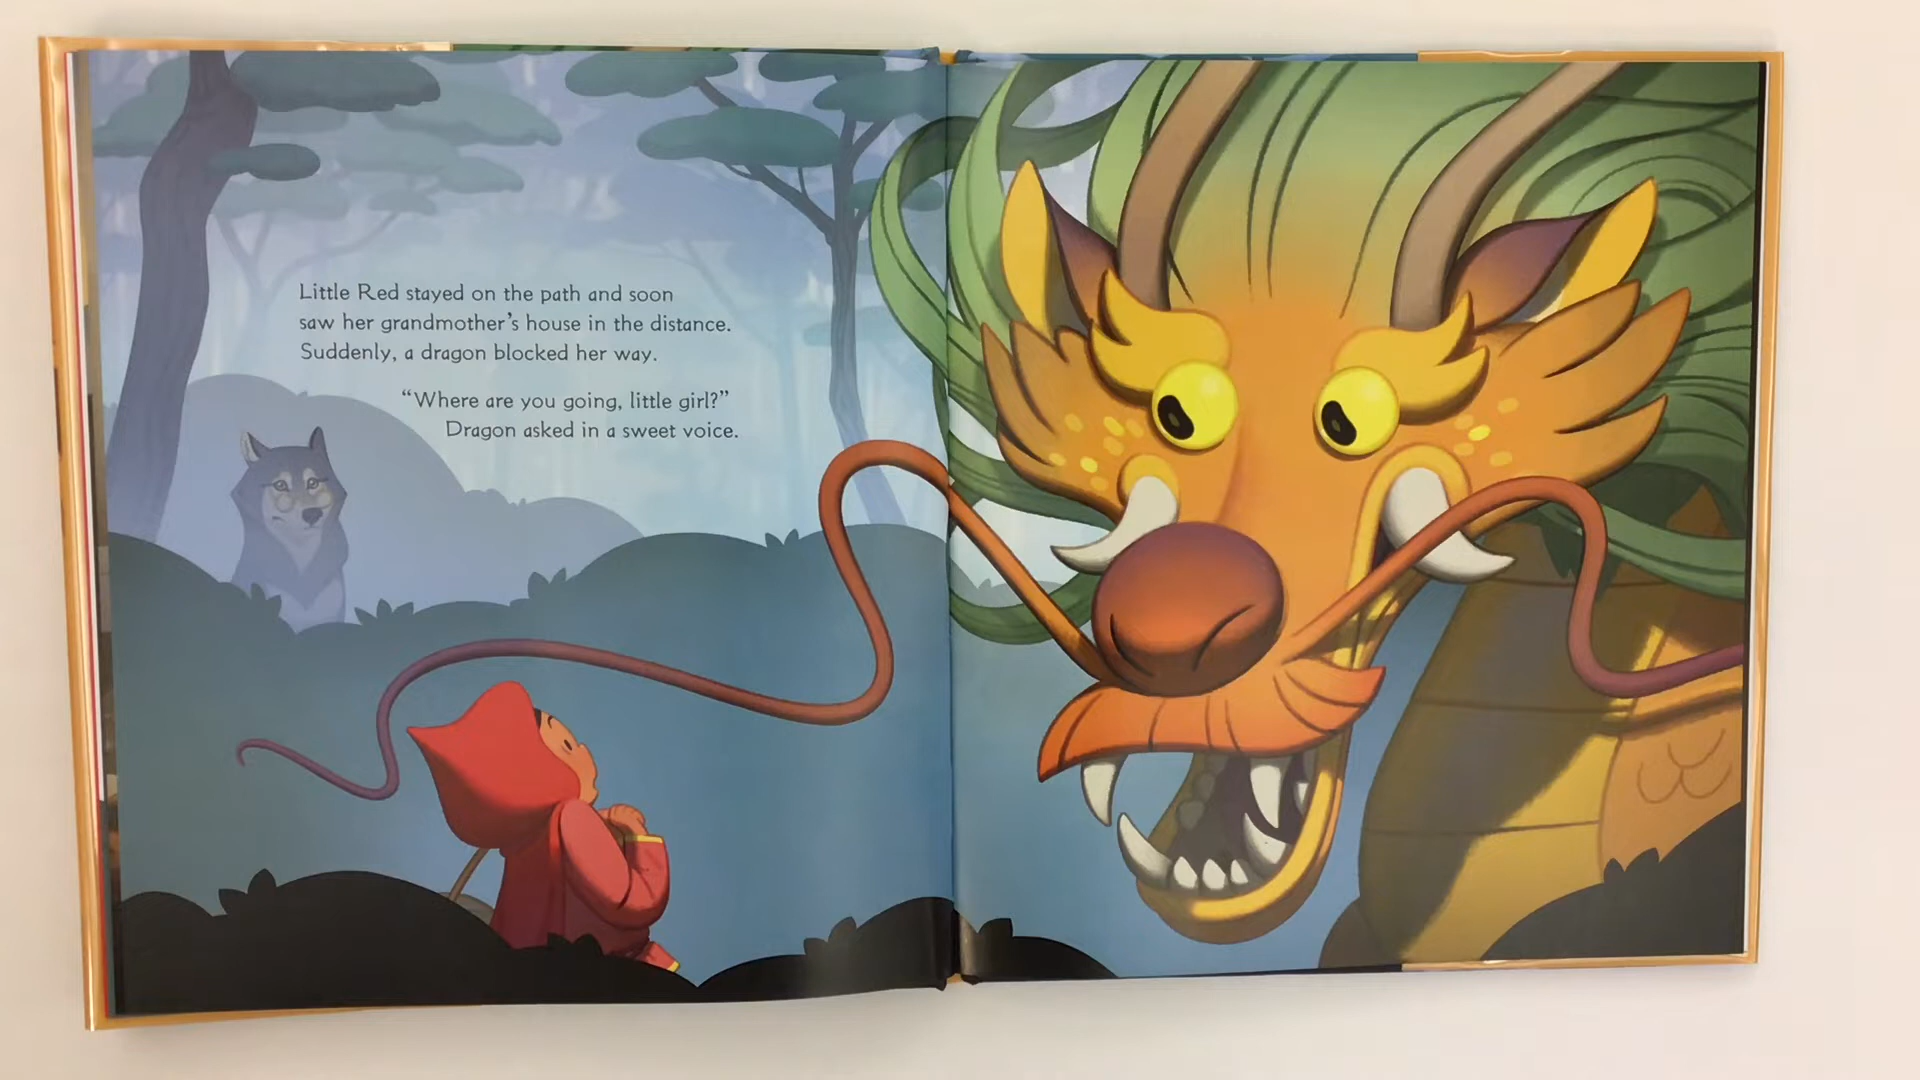 Little Red stayed on the path and soon
saw her grandmother's house in the distance.
Suddenly, a dragon blocked her way.
“Where are you going, little girl?”
Dragon asked in a sweet voice.